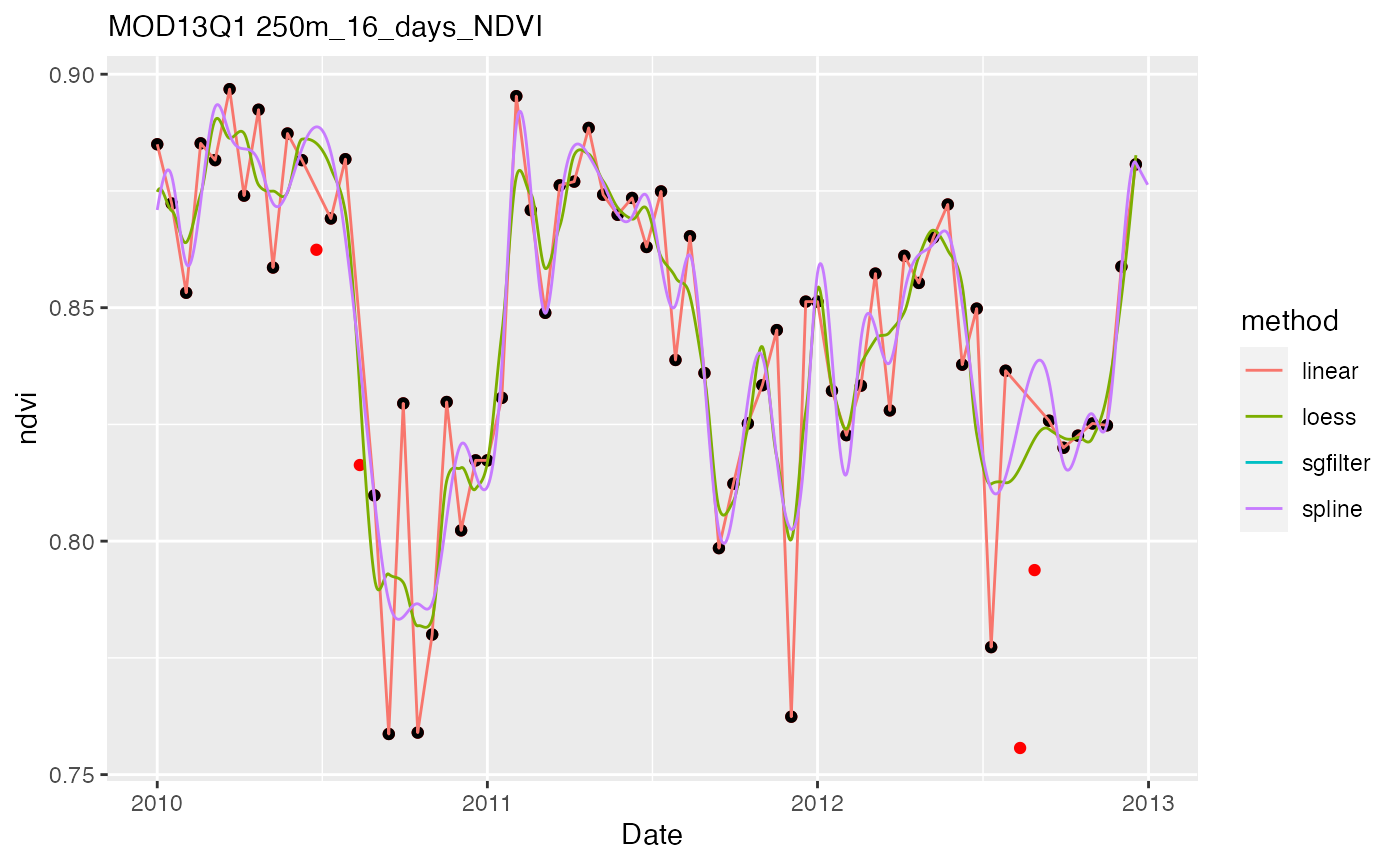 MOD13Q1 250m_16_days_NDVI
0.90
0.85
0.80
0.75
ndvi
2010
2011
2012
2013
Date
method
linear
loess
sgfilter
spline